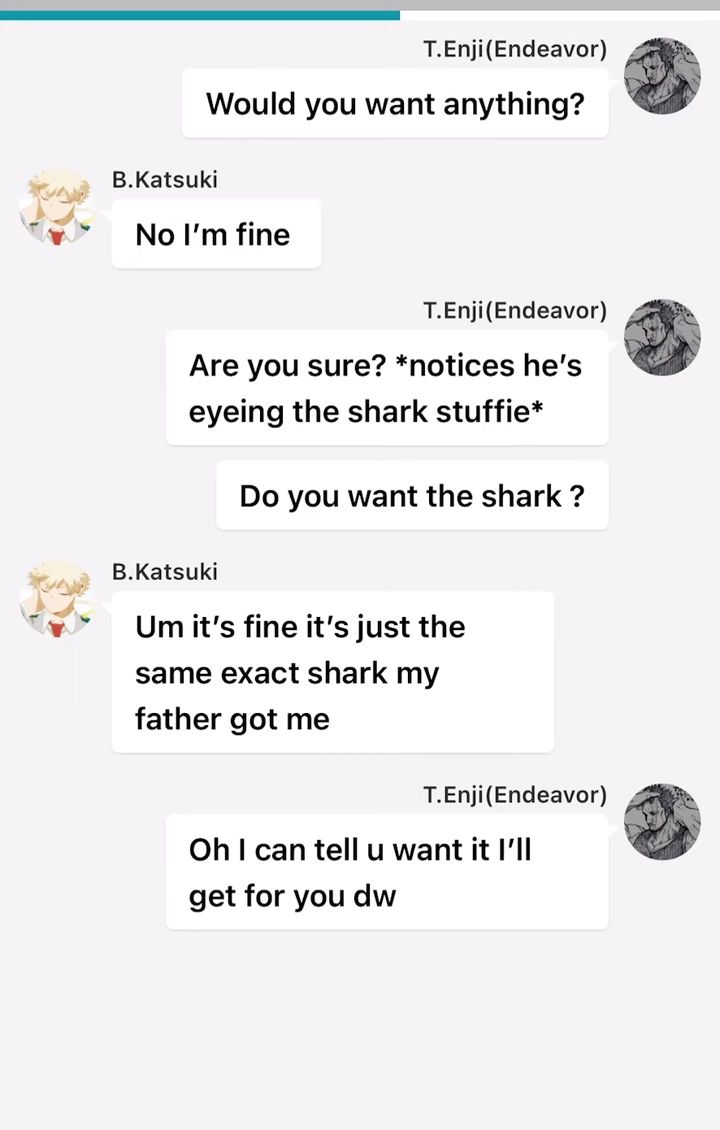 T.Enji(Endeavor)
Would you want anything?
B.Katsuki
No I'm fine
T.Enji(Endeavor)
Are you sure? *notices he's
eyeing the shark stuffie*
Do you want the shark ?
B.Katsuki
Um it's fine it's just the
same exact shark my
father got me
T.Enji(Endeavor)
Oh I can tell u want it I'll
get for you dw